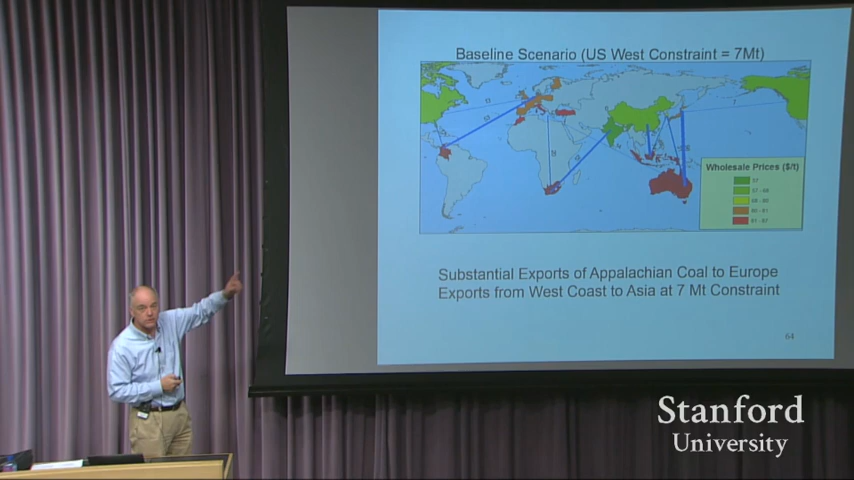 Baseline Scenario (US West Constraint = 7Mt)
Wholesale Prices ($/t)
Substantial Exports of Appalachian Coal to Europe
Exports from West Coast to Asia at 7 Mt Constraint
64
Stanford
University